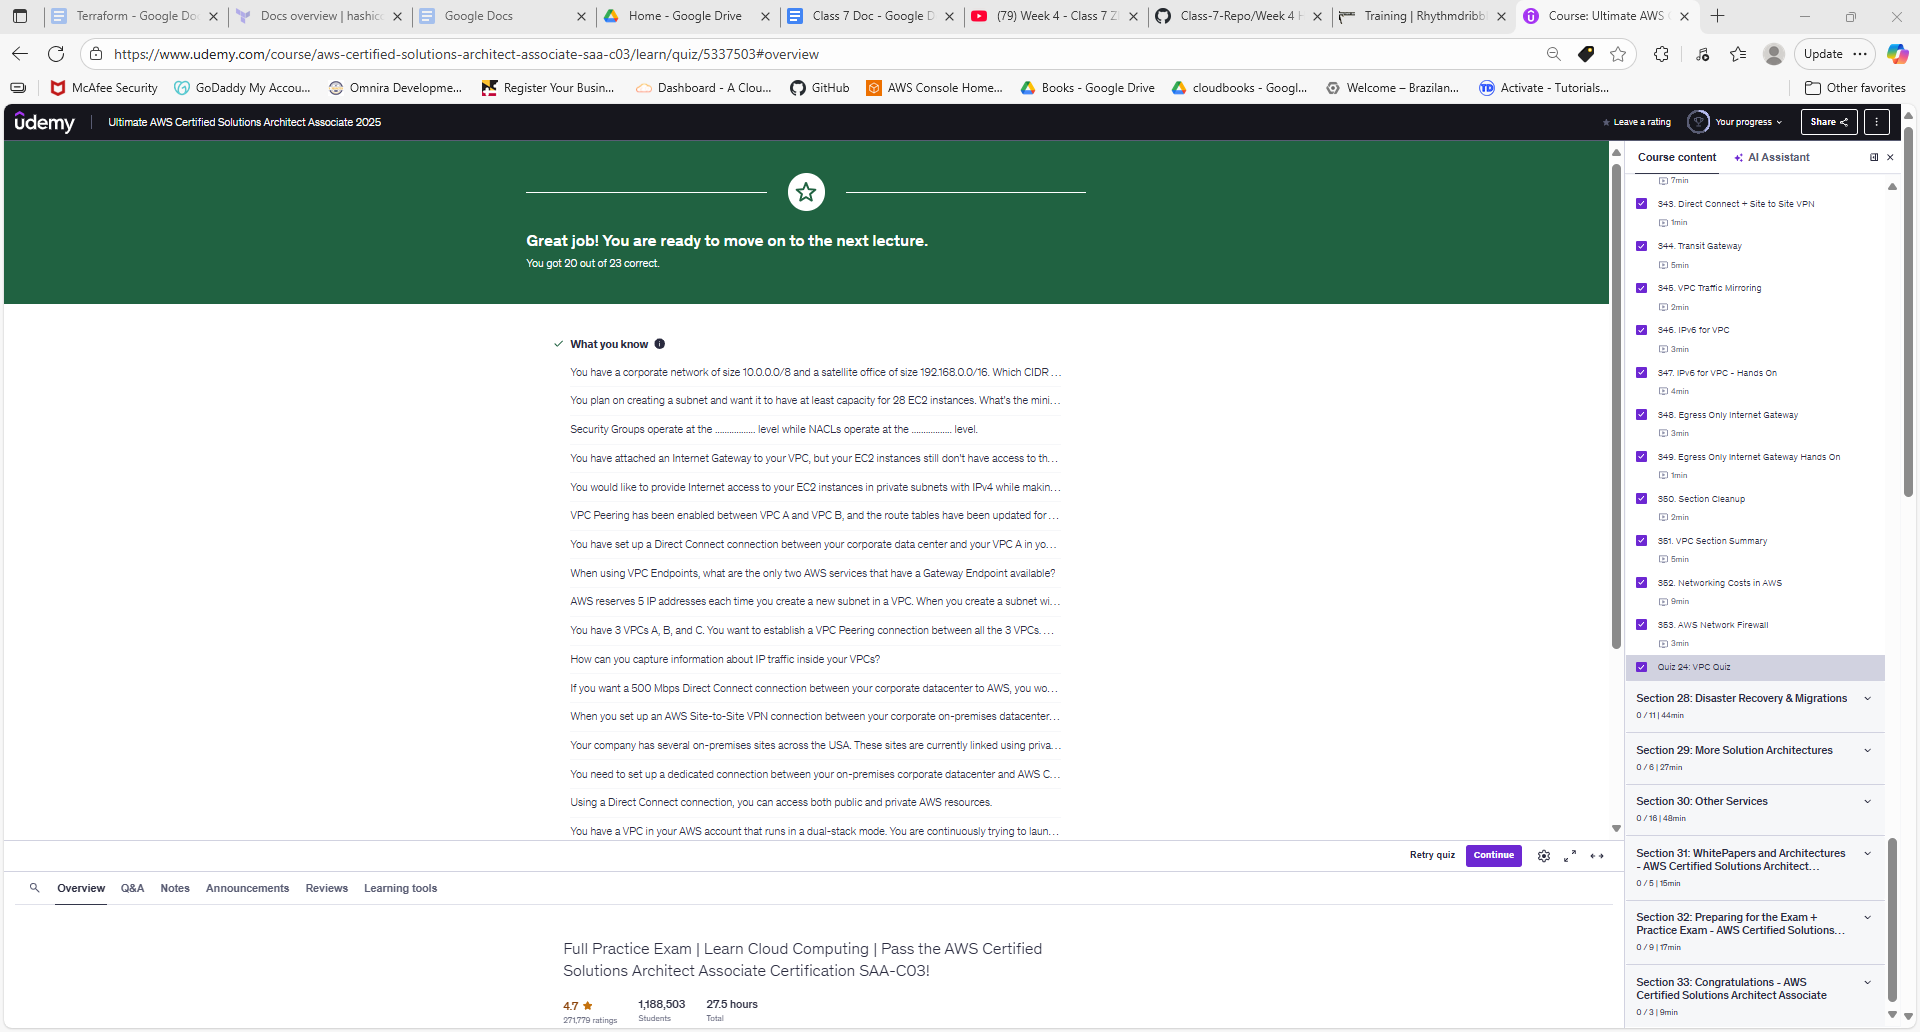 Terraform - Google Doc
Docs overview | hashico
Google Docs
Home - Google Drive
Class 7 Doc - Google D
(79) Week 4 - Class 7 Z
Class-7-Repo/Week 4 H
Training | Rhythmdribbl
Course: Ultimate AWS C
https://www.udemy.com/course/aws-certified-solutions-architect-associate-saa-c03/learn/quiz/5337503#overview
Update
McAfee Security
GoDaddy My Accou...
Omnira Developme...
Register Your Busin...
Dashboard - A Clou...
GitHub
AWS Console Home...
Books - Google Drive
cloudbooks - Googl...
Welcome – Brazilan...
TD
Activate - Tutorials...
Other favorites
udemy
Ultimate AWS Certified Solutions Architect Associate 2025
Leave a rating
Your progress
Share
Great job! You are ready to move on to the next lecture.
You got 20 out of 23 correct.
What you know
You have a corporate network of size 10.0.0.0/8 and a satellite office of size 192.168.0.0/16. Which CIDR ...
You plan on creating a subnet and want it to have at least capacity for 28 EC2 instances. What's the mini...
Security Groups operate at the ................. level while NACLs operate at the ................. level.
You have attached an Internet Gateway to your VPC, but your EC2 instances still don't have access to th...
You would like to provide Internet access to your EC2 instances in private subnets with IPv4 while makin...
VPC Peering has been enabled between VPC A and VPC B, and the route tables have been updated for ...
You have set up a Direct Connect connection between your corporate data center and your VPC A in yo...
When using VPC Endpoints, what are the only two AWS services that have a Gateway Endpoint available?
AWS reserves 5 IP addresses each time you create a new subnet in a VPC. When you create a subnet wi...
You have 3 VPCs A, B, and C. You want to establish a VPC Peering connection between all the 3 VPCs. ...
How can you capture information about IP traffic inside your VPCs?
If you want a 500 Mbps Direct Connect connection between your corporate datacenter to AWS, you wo...
When you set up an AWS Site-to-Site VPN connection between your corporate on-premises datacenter...
Your company has several on-premises sites across the USA. These sites are currently linked using priva...
You need to set up a dedicated connection between your on-premises corporate datacenter and AWS C...
Using a Direct Connect connection, you can access both public and private AWS resources.
You have a VPC in your AWS account that runs in a dual-stack mode. You are continuously trying to laun...
Retry quiz
Continue
Overview
Q&A
Notes
Announcements
Reviews
Learning tools
Full Practice Exam | Learn Cloud Computing | Pass the AWS Certified
Solutions Architect Associate Certification SAA-C03!
4.7
1,188,503
27.5 hours
271,779 ratings
Students
Total
Course content
AI Assistant
7min
343. Direct Connect + Site to Site VPN
1min
344. Transit Gateway
5min
345. VPC Traffic Mirroring
2min
346. IPv6 for VPC
3min
347. IPv6 for VPC - Hands On
4min
348. Egress Only Internet Gateway
3min
349. Egress Only Internet Gateway Hands On
1min
350. Section Cleanup
2min
351. VPC Section Summary
5min
352. Networking Costs in AWS
9min
353. AWS Network Firewall
3min
Quiz 24: VPC Quiz
Section 28: Disaster Recovery & Migrations
0 / 11 | 44min
Section 29: More Solution Architectures
0 / 6 | 27min
Section 30: Other Services
0 / 16 | 48min
Section 31: WhitePapers and Architectures
- AWS Certified Solutions Architect...
0 / 5 | 15min
Section 32: Preparing for the Exam +
Practice Exam - AWS Certified Solutions...
0 / 9 | 17min
Section 33: Congratulations - AWS
Certified Solutions Architect Associate
0 / 3 | 9min